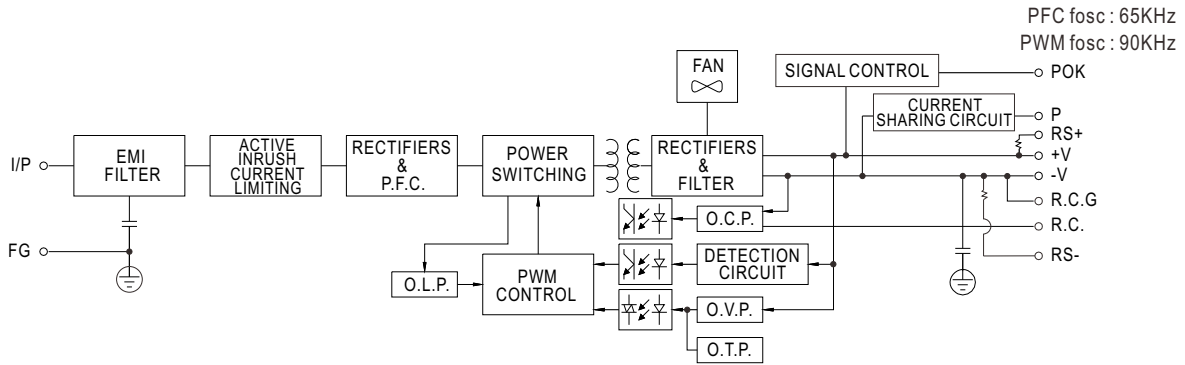 PFC fosc : 65KHz
PWM fosc : 90KHz
FAN
SIGNAL CONTROL
POK
CURRENT
SHARING CIRCUIT
P
RS+
I/P
EMI
FILTER
ACTIVE
INRUSH
CURRENT
LIMITING
RECTIFIERS
&
P.F.C.
POWER
SWITCHING
RECTIFIERS
&
FILTER
+V
-V
R.C.G
O.C.P.
R.C.
FG
RS-
O.L.P.
PWM
CONTROL
DETECTION
CIRCUIT
O.V.P.
O.T.P.